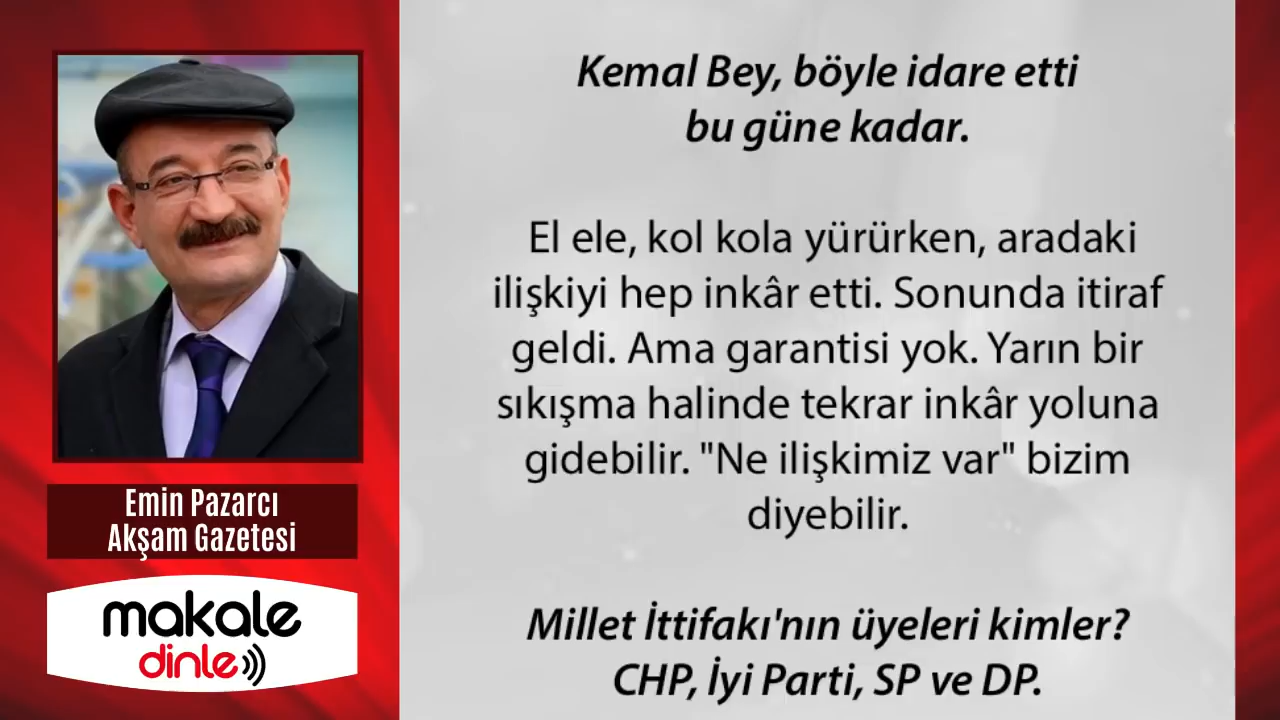 Kemal Bey, böyle idare etti
bu güne kadar.
El ele, kol kola yürürken, aradaki
ilişkiyi hep inkâr etti. Sonunda itiraf
geldi. Ama garantisi yok. Yarın bir
sıkışma halinde tekrar inkâr yoluna
gidebilir. "Ne ilişkimiz var" bizim
diyebilir.
Millet İttifakı'nın üyeleri kimler?
CHP, İyi Parti, SP ve DP.
Emin Pazarcı
Akşam Gazetesi
makale
dinle